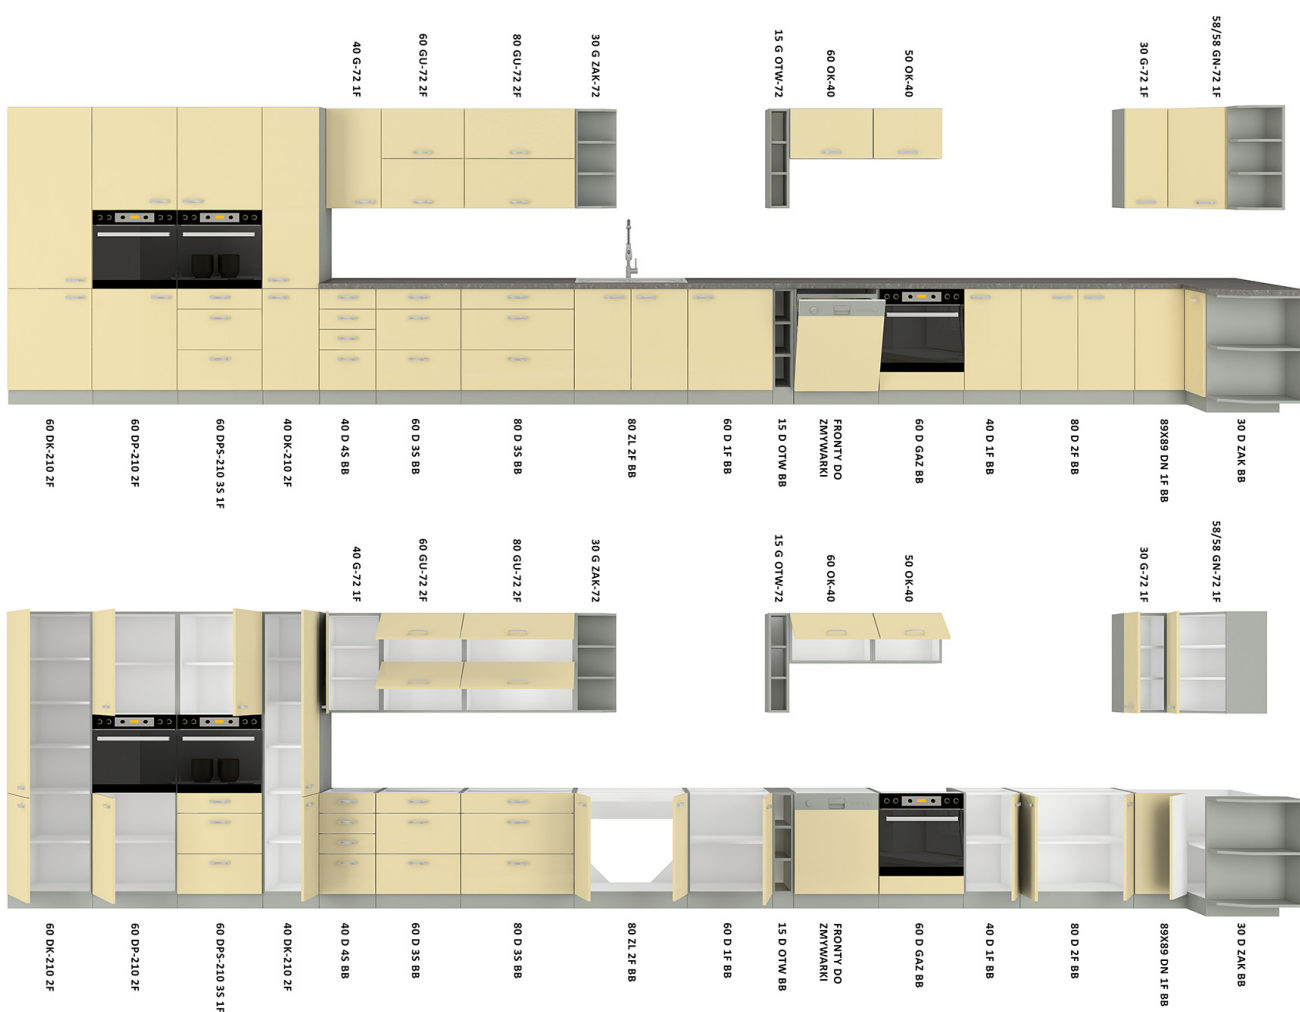 40 G-72 1F
60 GU-72 2F
80 GU-72 2F
30 G ZAK-72
15 G OTW-72
60 OK-40
50 OK-40
30 G-72 1F
58/58 GN-72 1F
60 DK-210 2F
60 DP-210 2F
60 DPS-210 3S 1F
40 DK-210 2F
40 D 4S BB
60 D 3S BB
80 D 3S BB
80 ZL 2F BB
60 D 1F BB
15 D OTW BB
FRONTY DO
ZMYWARKI
60 D GAZ BB
40 D 1F BB
80 D 2F BB
89X89 DN 1F BB
30 D ZAK BB
40 G-72 1F
60 GU-72 2F
80 GU-72 2F
30 G ZAK-72
15 G OTW-72
60 OK-40
50 OK-40
30 G-72 1F
58/58 GN-72 1F
60 DK-210 2F
60 DP-210 2F
60 DPS-210 3S 1F
40 DK-210 2F
40 D 4S BB
60 D 3S BB
80 D 3S BB
80 ZL 2F BB
60 D 1F BB
15 D OTW BB
FRONTY DO
ZMYWARKI
60 D GAZ BB
40 D 1F BB
80 D 2F BB
89X89 DN 1F BB
30 D ZAK BB